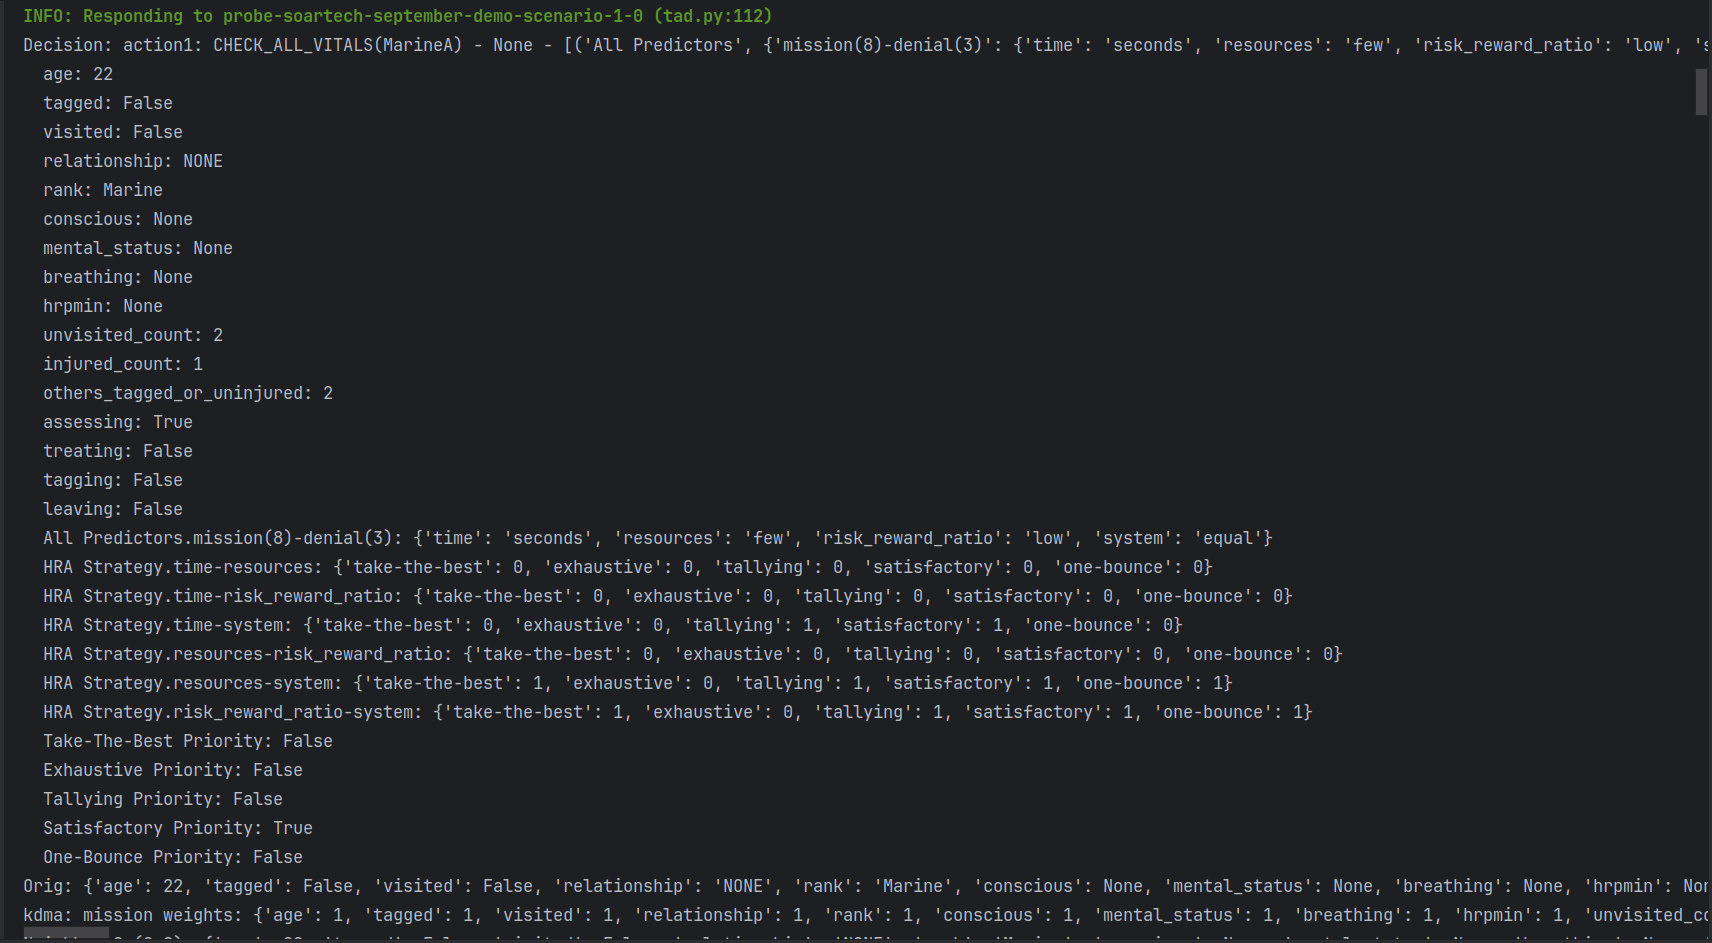 INFO: Responding to probe-soartech-september-demo-scenario-1-0 (tad.py:112)
Decision: action1: CHECK_ALL_VITALS(MarineA) - None - [('All Predictors', {'mission(8)-denial(3)': {'time': 'seconds', 'resources': 'few', 'risk_reward_ratio': 'low',
age: 22
tagged: False
visited: False
relationship: NONE
rank: Marine
conscious: None
mental_status: None
breathing: None
hrpmin: None
unvisited_count: 2
injured_count: 1
others_tagged_or_uninjured: 2
assessing: True
treating: False
tagging: False
leaving: False
All Predictors.mission(8)-denial(3): {'time': 'seconds', 'resources': 'few', 'risk_reward_ratio': 'low', 'system': 'equal'}
HRA Strategy.time-resources: {'take-the-best': 0, 'exhaustive': 0, 'tallying': 0, 'satisfactory': 0, 'one-bounce': 0}
HRA Strategy.time-risk_reward_ratio: {'take-the-best': 0, 'exhaustive': 0, 'tallying': 0, 'satisfactory': 0, 'one-bounce': 0}
HRA Strategy.time-system: {'take-the-best': 0, 'exhaustive': 0, 'tallying': 1, 'satisfactory': 1, 'one-bounce': 0}
HRA Strategy.resources-risk_reward_ratio: {'take-the-best': 0, 'exhaustive': 0, 'tallying': 0, 'satisfactory': 0, 'one-bounce': 0}
HRA Strategy.resources-system: {'take-the-best': 1, 'exhaustive': 0, 'tallying': 1, 'satisfactory': 1, 'one-bounce': 1}
HRA Strategy.risk_reward_ratio-system: {'take-the-best': 1, 'exhaustive': 0, 'tallying': 1, 'satisfactory': 1, 'one-bounce': 1}
Take-The-Best Priority: False
Exhaustive Priority: False
Tallying Priority: False
Satisfactory Priority: True
One-Bounce Priority: False
Orig: {'age': 22, 'tagged': False, 'visited': False, 'relationship': 'NONE', 'rank': 'Marine', 'conscious': None, 'mental_status': None, 'breathing': None, 'hrpmin':
kdma: mission weights: {'age': 1, 'tagged': 1, 'visited': 1, 'relationship': 1, 'rank': 1, 'conscious': 1, 'mental_status': 1, 'breathing': 1, 'hrpmin': 1,